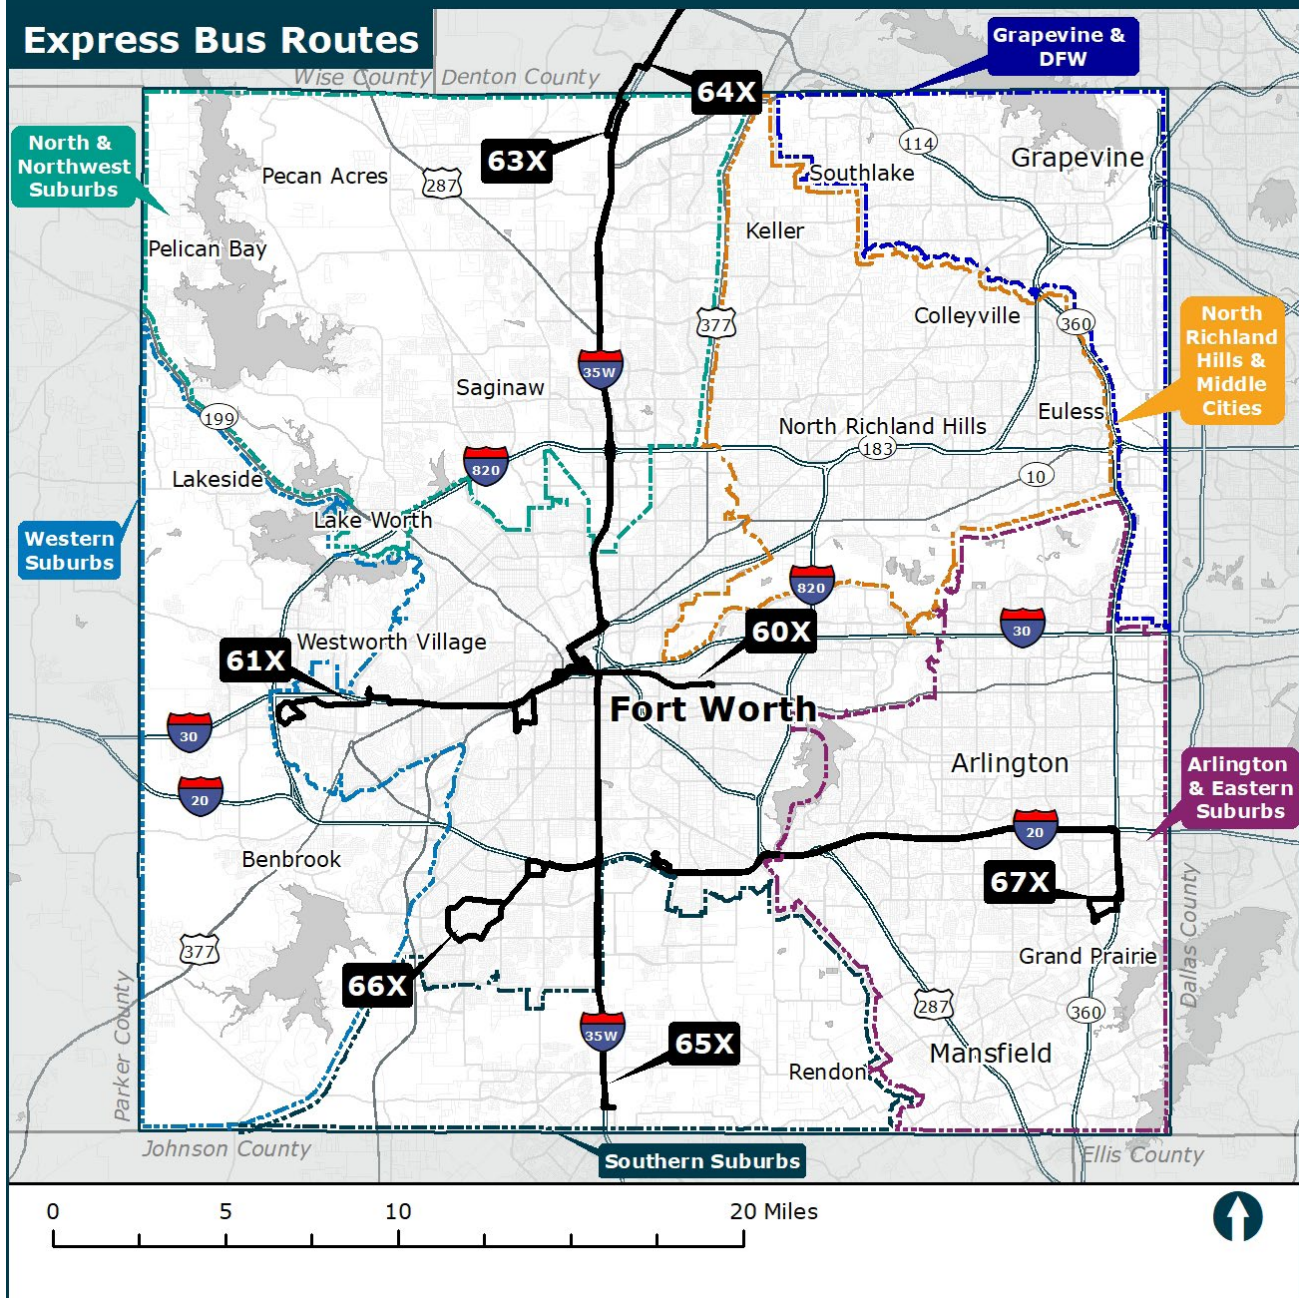 Express Bus Routes
Grapevine &
DFW
Wise County
Denton County
64X
North &
Northwest
Suburbs
63X
114
Grapevine
Pecan Acres
287
Southlake
Keller
Pelican Bay
377
Colleyville
360
North
Richland
Hills &
Middle
Cities
35W
Saginaw
199
Euless
North Richland Hills
183
820
10
Lakeside
Lake Worth
Western
Suburbs
820
60X
30
61X
Westworth Village
Fort Worth
30
20
Arlington
Arlington
& Eastern
Suburbs
20
Benbrook
67X
377
Grand Prairie
Dallas County
66X
287
360
35W
65X
Parker County
Mansfield
Rendon
Johnson County
Southern Suburbs
Ellis County
0 5 10 20 Miles